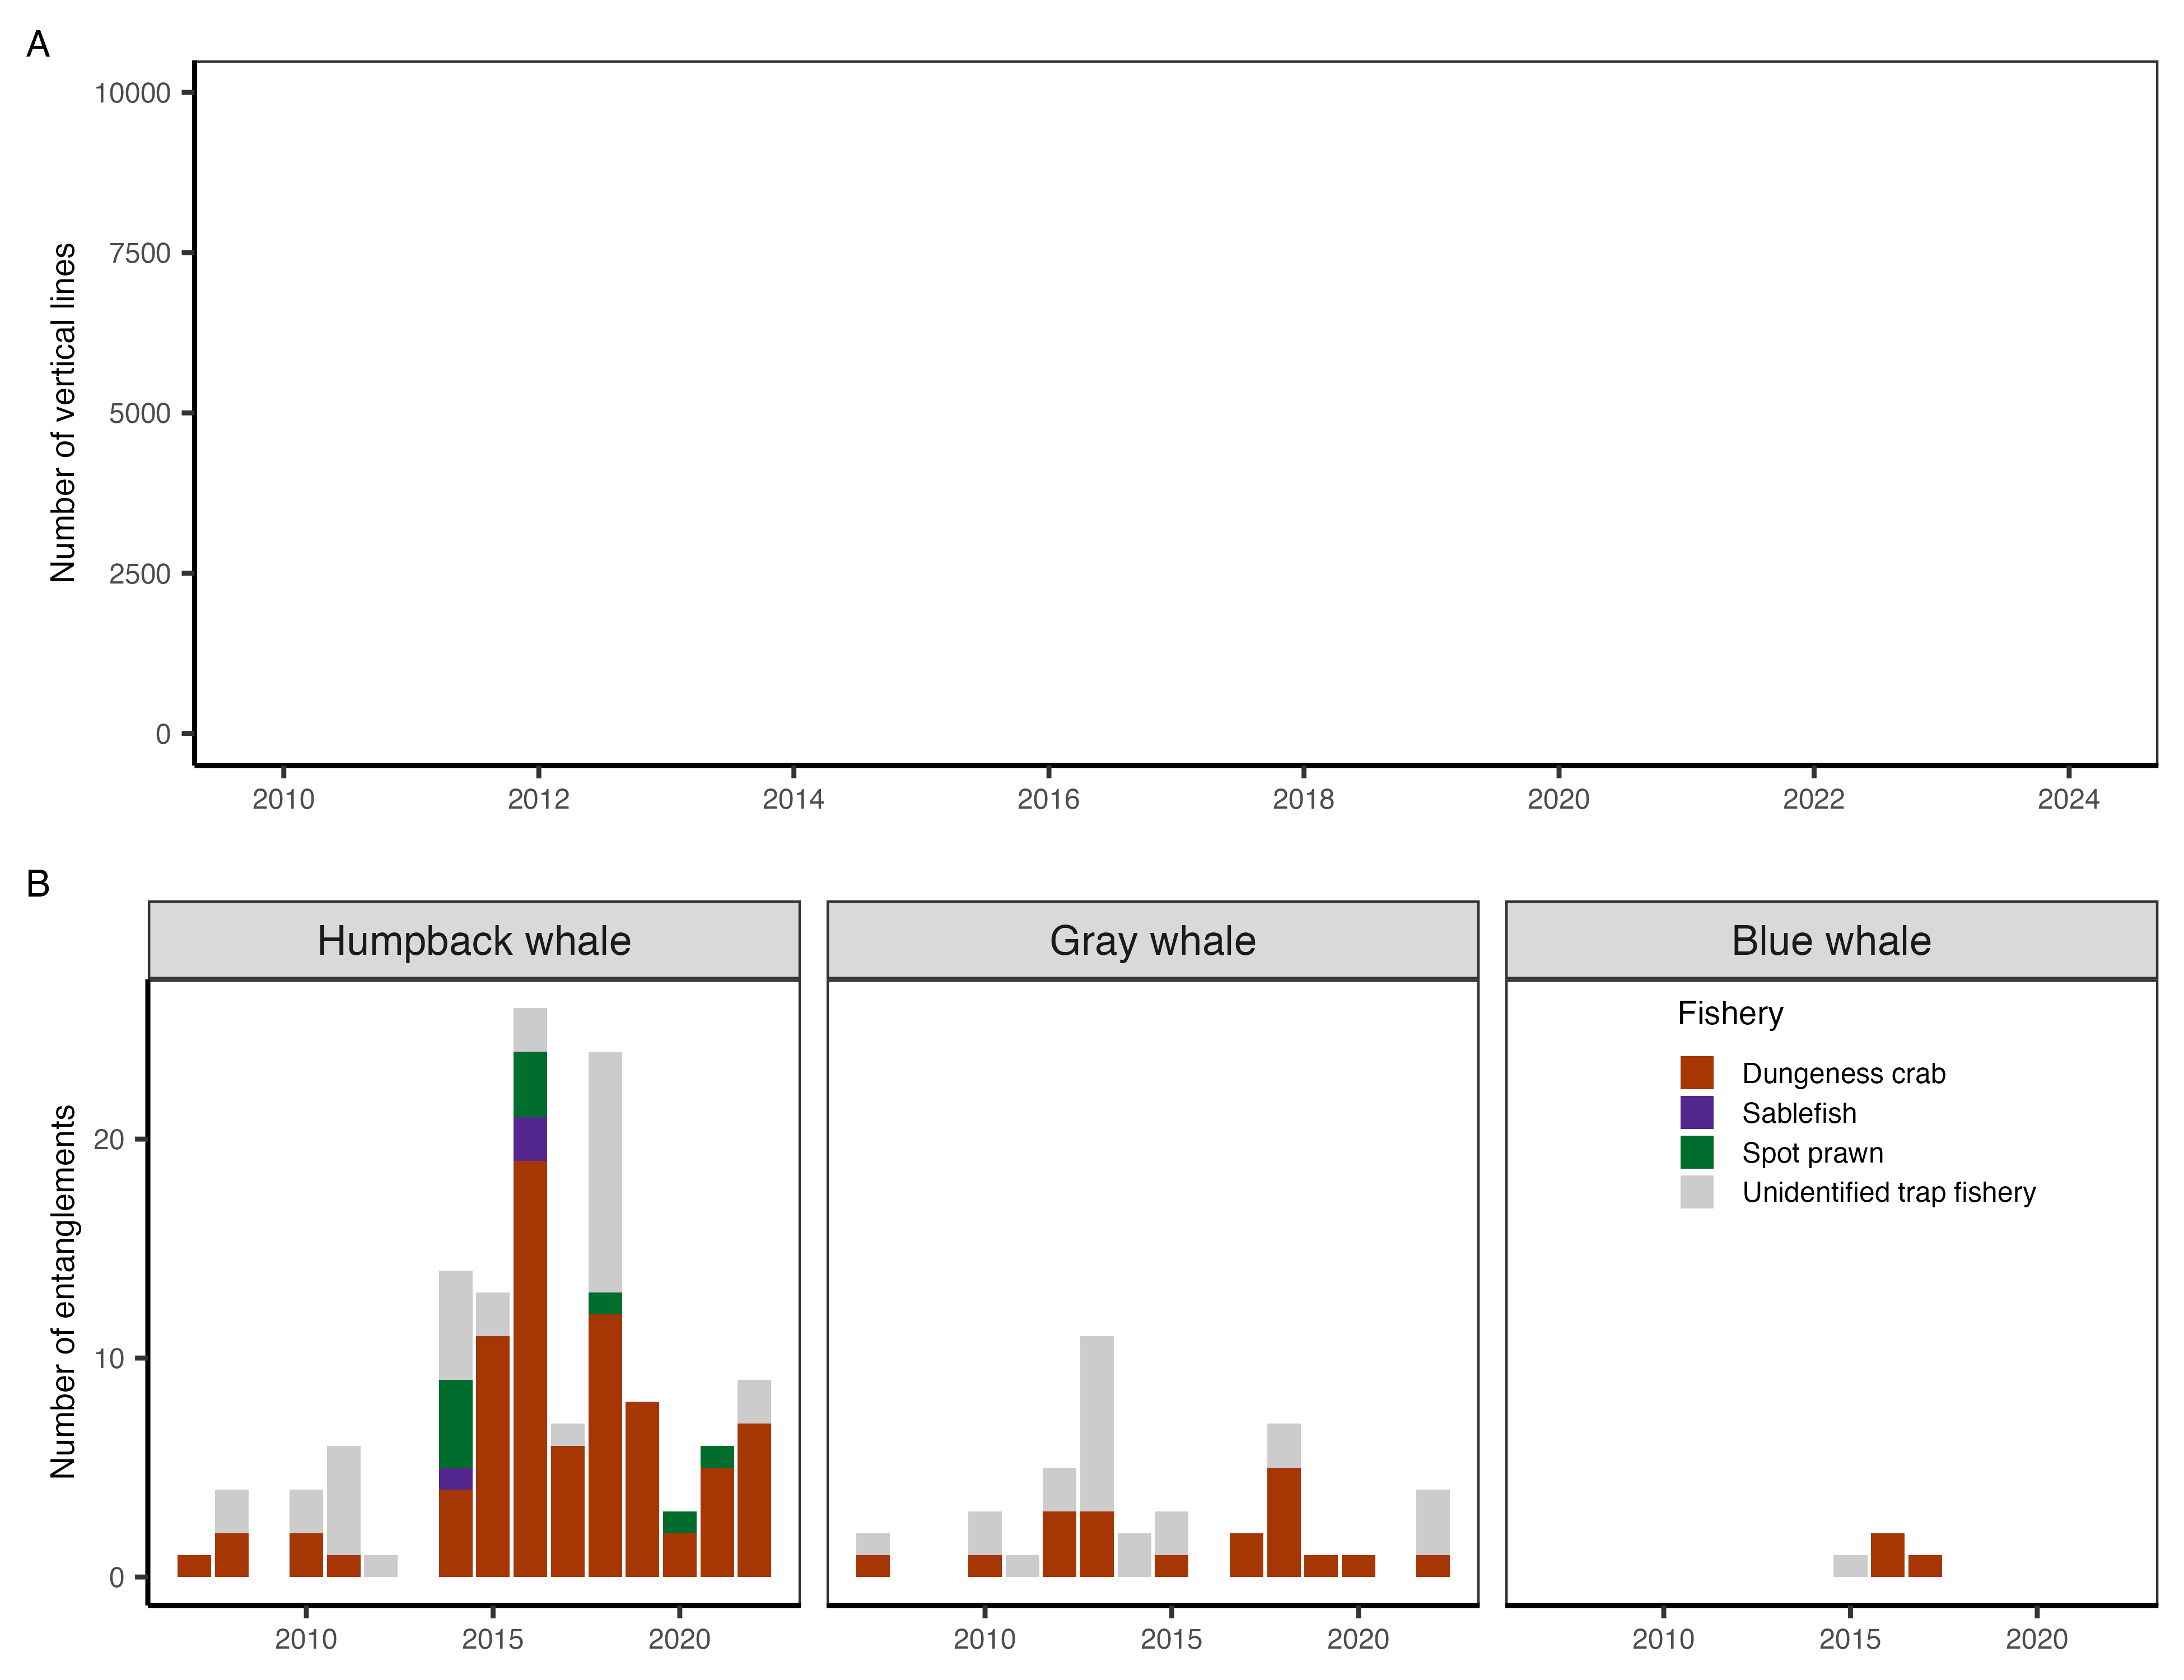 A
Number of vertical lines
10000
7500
5000
2500
0
2010 2012 2014 2016 2018 2020 2022 2024
B
Humpback whale Gray whale Blue whale
Number of entanglements
20
10
0
Fishery
Dungeness crab
Sablefish
Spot prawn
Unidentified trap fishery
2010 2015 2020 2010 2015 2020 2010 2015 2020